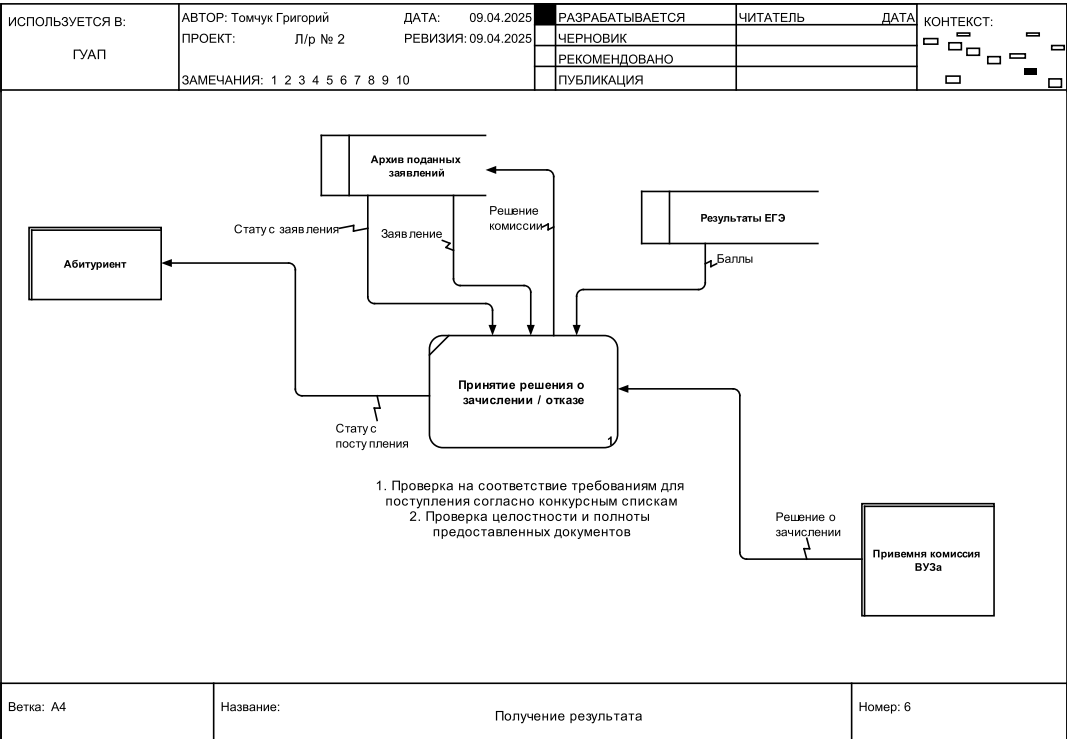 ИСПОЛЬЗУЕТСЯ В:
ГУАП
АВТОР: Томчук Григорий
ДАТА: 09.04.2025
ПРОЕКТ: Л/р № 2
РЕВИЗИЯ: 09.04.2025
ЗАМЕЧАНИЯ: 1 2 3 4 5 6 7 8 9 10
РАЗРАБАТЫВАЕТСЯ
ЧЕРНОВИК
РЕКОМЕНДОВАНО
ПУБЛИКАЦИЯ
ЧИТАТЕЛЬ
ДАТА
КОНТЕКСТ:
Архив поданных
заявлений
Результаты ЕГЭ
Решение
комиссии
Статус заявления
Заявление
Баллы
Абитуриент
Принятие решения о
зачислении / отказе
1
Статус
поступления
1. Проверка на соответствие требованиям для
поступления согласно конкурсным спискам
2. Проверка целостности и полноты
предоставленных документов
Решение о
зачислении
Привемня комиссия
ВУЗа
Ветка: А4
Название:
Получение результата
Номер: 6